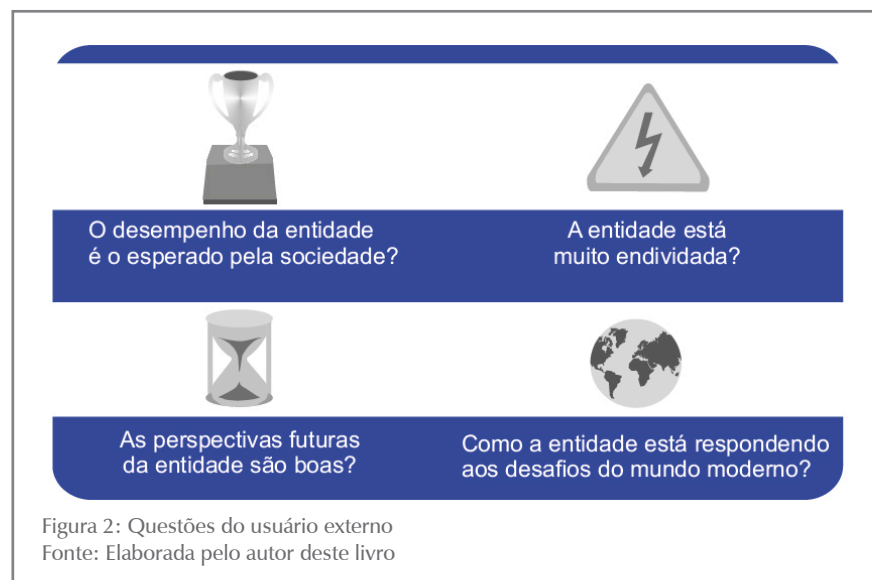 O desempenho da entidade
é o esperado pela sociedade?
A entidade está
muito endividada?
As perspectivas futuras
da entidade são boas?
Como a entidade está respondendo
aos desafios do mundo moderno?
Figura 2: Questões do usuário externo
Fonte: Elaborada pelo autor deste livro